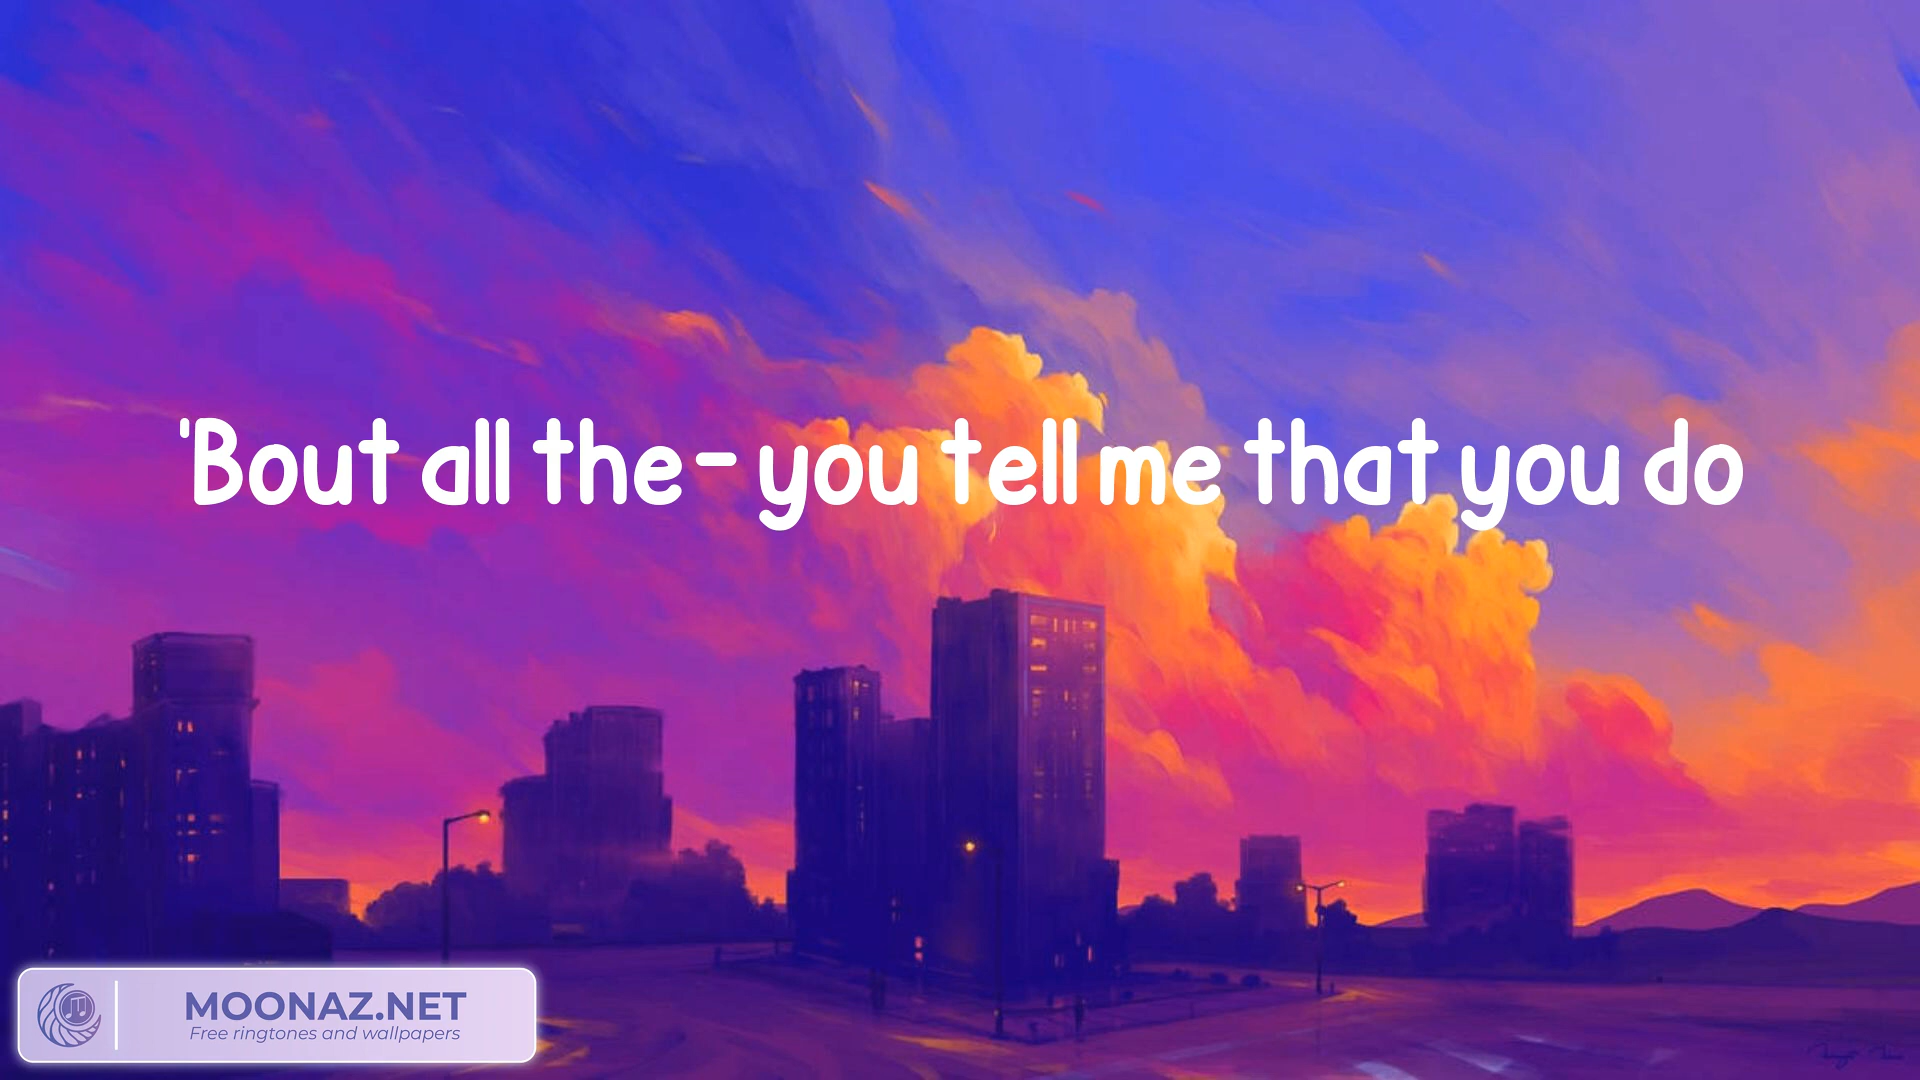 'Bout all the - you tell me that you do
MOONAZ.NET
Free ringtones and wallpapers